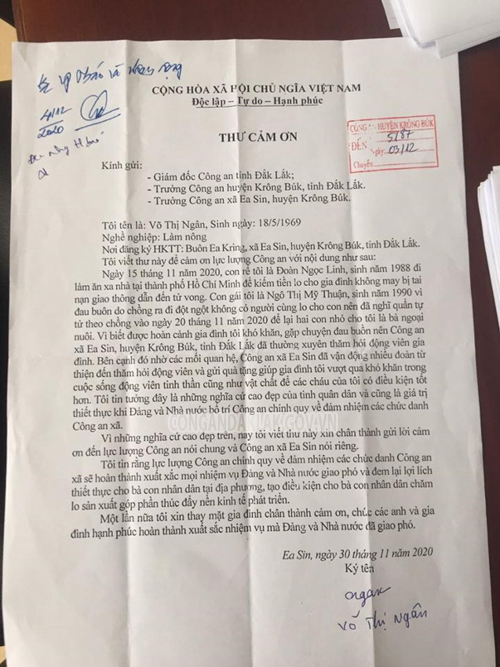 CỘNG HÒA XÃ HỘI CHỦ NGHĨA VIỆT NAM
Độc lập – Tự do – Hạnh phúc
4/12
2020
THƯ CẢM ƠN
CÔNG HUYỆN KRÔNG BÚK
ĐẾN 5187
Ngày 03/12
Chuyển
Kính gửi:
- Giám đốc Công an tỉnh Đắk Lắk;
- Trưởng Công an huyện Krông Búk, tỉnh Đắk Lắk.
- Trưởng Công an xã Ea Sin, huyện Krông Búk.
Tôi tên là: Võ Thị Ngân, Sinh ngày: 18/5/1969
Nghề nghiệp: Làm nông
Nơi đăng ký HKTT: Buôn Ea Kring, xã Ea Sin, huyện Krông Búk, tỉnh Đắk Lắk.
Tôi viết thư này để cảm ơn lực lượng Công an với nội dung như sau:
Ngày 15 tháng 11 năm 2020, con rể tôi là Đoàn Ngọc Linh, sinh năm 1988 đi
làm ăn xa nhà tại thành phố Hồ Chí Minh để kiếm tiền lo cho gia đình không may bị tai
nạn giao thông dẫn đến tử vong. Con gái tôi là Ngô Thị Mỹ Thuận, sinh năm 1990 vì
đau buồn do chồng ra đi đột ngột không có người cùng lo cho con nên đã nghĩ quẩn tự
tử theo chồng vào ngày 20 tháng 11 năm 2020 để lại hai con nhỏ cho tôi là bà ngoại
nuôi. Vì biết được hoàn cảnh gia đình tôi khó khăn, gặp chuyện đau buồn nên Công an
xã Ea Sin, huyện Krông Búk, tỉnh Đắk Lắk đã thường xuyên thăm hỏi động viên gia đình.
Bên cạnh đó nhờ các mối quan hệ, Công an xã Ea Sin đã vận động nhiều đoàn từ
thiện đến thăm hỏi động viên và gửi quà tặng giúp gia đình tôi vượt qua khó khăn trong
cuộc sống động viên tinh thần cũng như vật chất để các cháu của tôi có điều kiện tốt
hơn. Tôi tin tưởng đây là những nghĩa cử cao đẹp của tình quân dân và cũng là giá trị
thiết thực khi Đảng và Nhà nước bố trí Công an chính quy về đảm nhiệm các chức danh
Công an xã.
CONGANDAKLAK.GOV.VN
Vì những nghĩa cử cao đẹp trên, nay tôi viết thư này xin chân thành gửi lời cảm
ơn đến lực lượng Công an nói chung và Công an xã Ea Sin nói riêng.
Tôi tin rằng lực lượng Công an chính quy về đảm nhiệm các chức danh Công an
xã sẽ hoàn thành xuất xắc mọi nhiệm vụ Đảng và Nhà nước giao phó và đem lại lợi ích
thiết thực cho bà con nhân dân tại địa phương, tạo điều kiện cho bà con nhân dân chăm
lo sản xuất góp phần thúc đẩy nền kinh tế phát triển.
Một lần nữa tôi xin thay mặt gia đình chân thành cảm ơn, chúc các anh và gia
đình hạnh phúc hoàn thành xuất sắc nhiệm vụ mà Đảng và Nhà nước đã giao phó.
Ea Sin, ngày 30 tháng 11 năm 2020
Ký tên
ngan
Võ Thị Ngân